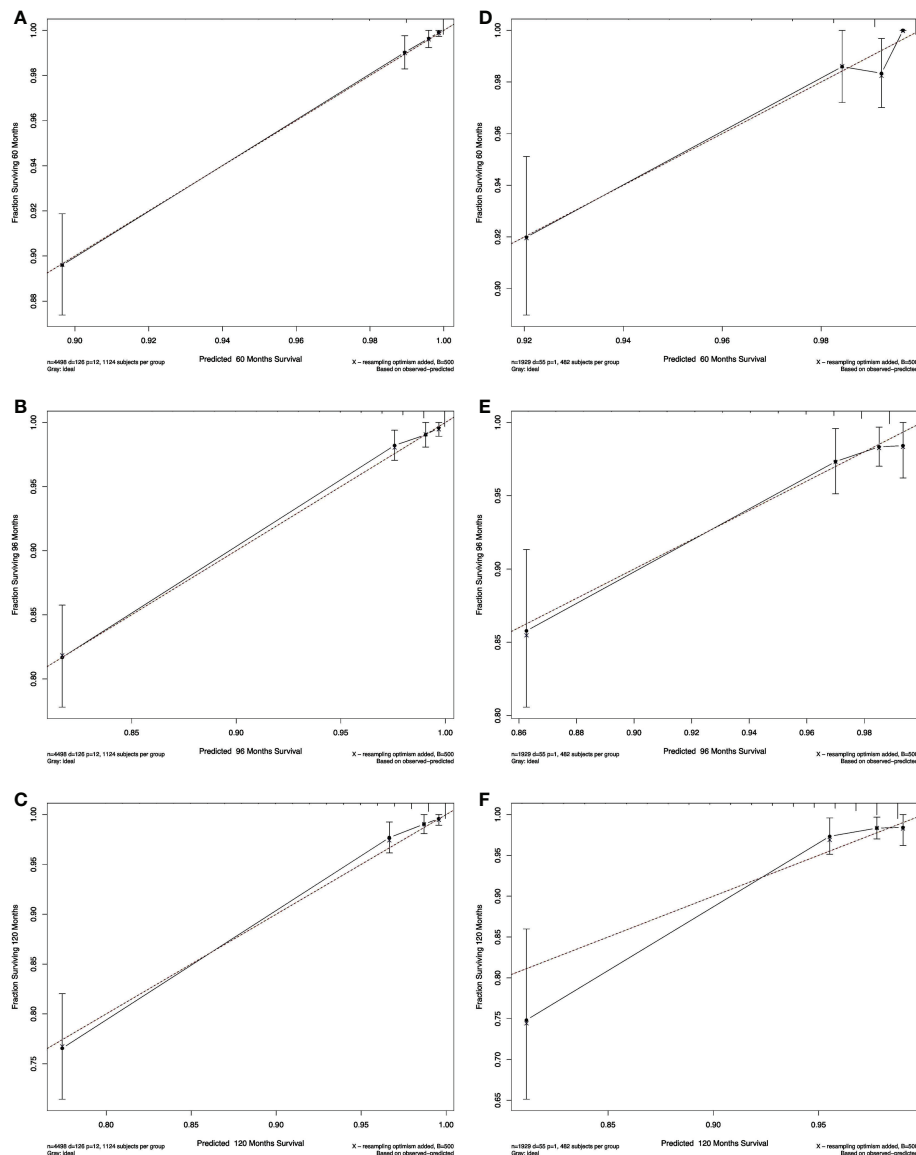 A
Fraction Surviving 60 Months
1.00
0.98
0.96
0.94
0.92
0.90
0.88
0.90 0.92 0.94 0.96 0.98 1.00
n=4498 d=126 p=12, 1124 subjects per group
Gray: ideal
Predicted 60 Months Survival
X − resampling optimism added, B=500
Based on observed−predicted
D
Fraction Surviving 60 Months
1.00
0.98
0.96
0.94
0.92
0.90
0.92 0.94 0.96 0.98
n=1929 d=55 p=1, 482 subjects per group
Gray: ideal
Predicted 60 Months Survival
X − resampling optimism added, B=500
Based on observed−predicted
B
Fraction Surviving 96 Months
1.00
0.95
0.90
0.85
0.80
0.85 0.90 0.95 1.00
n=4498 d=126 p=12, 1124 subjects per group
Gray: ideal
Predicted 96 Months Survival
X − resampling optimism added, B=500
Based on observed−predicted
E
Fraction Surviving 96 Months
1.00
0.95
0.90
0.85
0.80
0.86 0.88 0.90 0.92 0.94 0.96 0.98
n=1929 d=55 p=1, 482 subjects per group
Gray: ideal
Predicted 96 Months Survival
X − resampling optimism added, B=500
Based on observed−predicted
C
Fraction Surviving 120 Months
1.00
0.95
0.90
0.85
0.80
0.75
0.80 0.85 0.90 0.95 1.00
n=4498 d=126 p=12, 1124 subjects per group
Gray: ideal
Predicted 120 Months Survival
X − resampling optimism added, B=500
Based on observed−predicted
F
Fraction Surviving 120 Months
1.00
0.95
0.90
0.85
0.80
0.75
0.70
0.65
0.85 0.90 0.95
n=1929 d=55 p=1, 482 subjects per group
Gray: ideal
Predicted 120 Months Survival
X − resampling optimism added, B=500
Based on observed−predicted